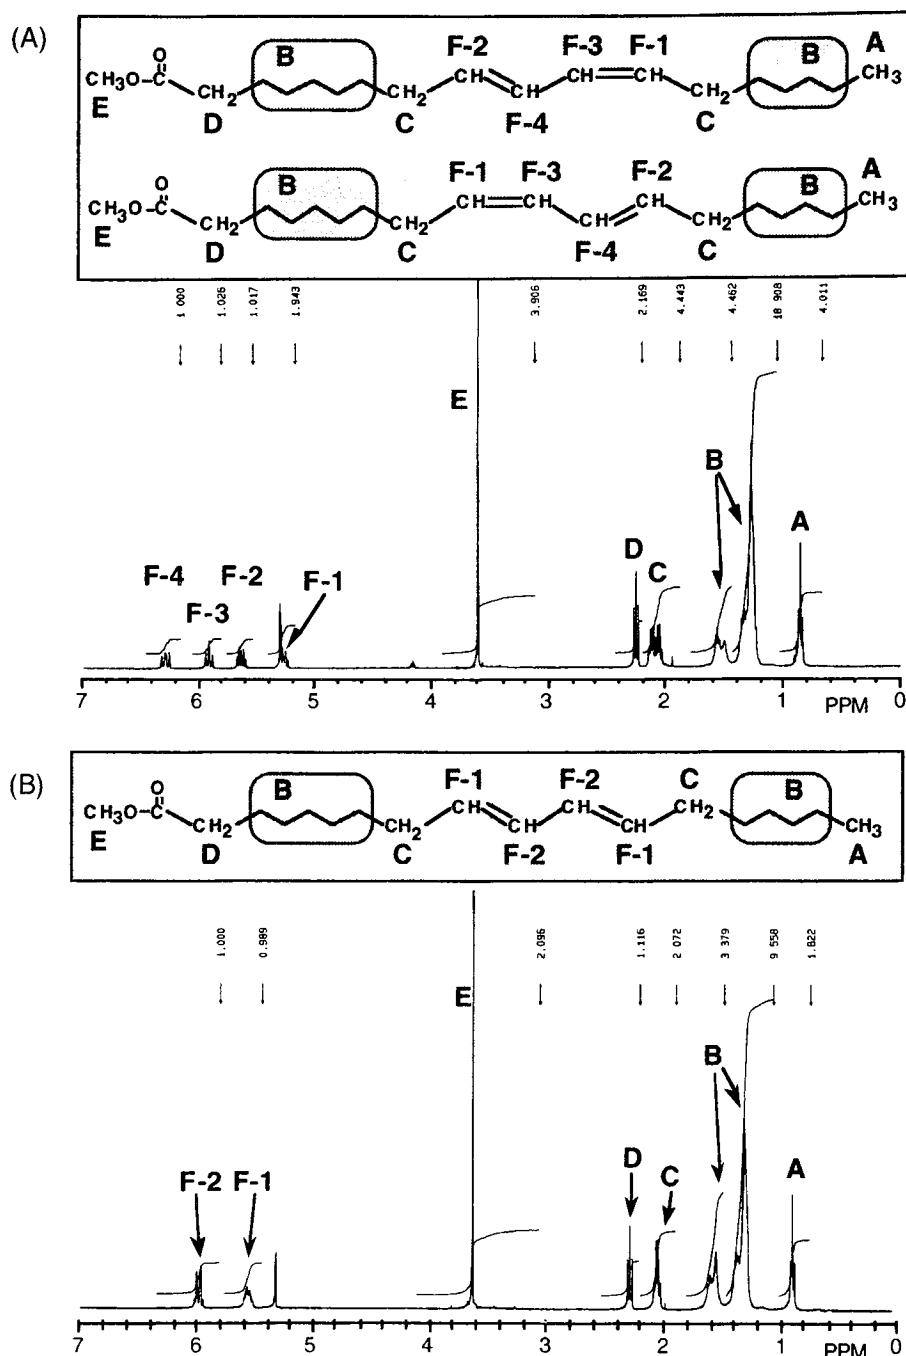 (A)
B F-2 F-3 F-1 B A
O
CH₃O C CH₂ CH₂ CH CH CH CH CH₂ CH₃
E D C F-4 C
B F-1 F-3 F-2 B A
O
CH₃O C CH₂ CH₂ CH CH CH CH CH₂ CH₃
E D C F-4 C
1 000 1.026 1.017 1.943 3.906 2.169 4.443 4.462 18 908 4.011
E
B
A
D
C
F-4 F-2 F-1
F-3
7 6 5 4 3 2 1 0
PPM
(B)
B F-1 F-2 C B
O
CH₃O C CH₂ CH₂ CH CH CH CH CH₂ CH₃
E D C F-2 F-1 A
1.000 0.989 2.096 1.116 2 072 3 379 9 558 1.822
E
B
D
C
A
F-2 F-1
7 6 5 4 3 2 1 0
PPM